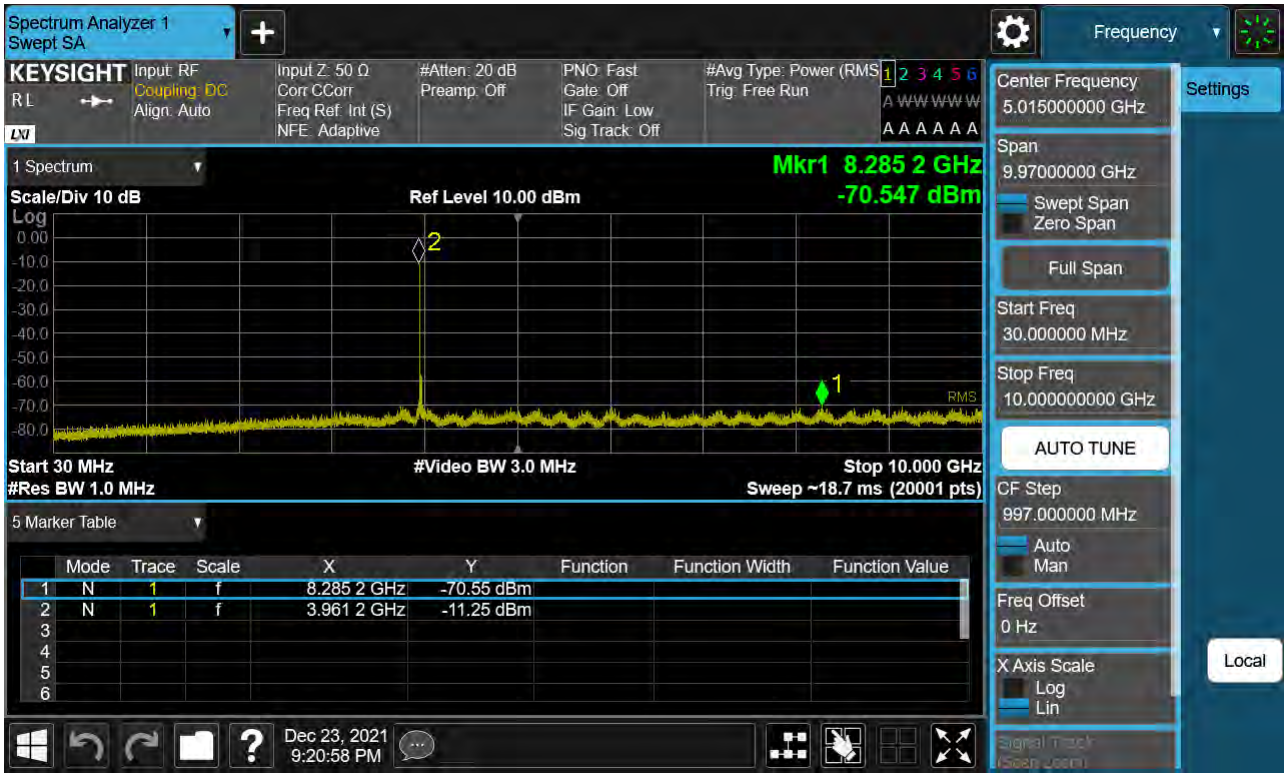 Spectrum Analyzer 1
Swept SA
Frequency
KEYSIGHT
RL
LXI
Input: RF
Coupling: DC
Align: Auto
Input Z: 50 Ω
Corr CCorr
Freq Ref: Int (S)
NFE: Adaptive
#Atten: 20 dB
Preamp: Off
PNO: Fast
Gate: Off
IF Gain: Low
Sig Track: Off
#Avg Type: Power (RMS
Trig: Free Run
1 2 3 4 5 6
A W W W W W
A A A A A A
1 Spectrum
Scale/Div 10 dB
Ref Level 10.00 dBm
Mkr1 8.285 2 GHz
-70.547 dBm
Log
0.00
-10.0
-20.0
-30.0
-40.0
-50.0
-60.0
-70.0
-80.0
2
1
RMS
Start 30 MHz
#Video BW 3.0 MHz
Stop 10.000 GHz
#Res BW 1.0 MHz
Sweep ~18.7 ms (20001 pts)
5 Marker Table
Mode Trace Scale X Y Function Function Width Function Value
1 N 1 f 8.285 2 GHz -70.55 dBm
2 N 1 f 3.961 2 GHz -11.25 dBm
3
4
5
6
Dec 23, 2021
9:20:58 PM
Center Frequency
5.015000000 GHz
Span
9.97000000 GHz
Swept Span
Zero Span
Full Span
Start Freq
30.000000 MHz
Stop Freq
10.000000000 GHz
AUTO TUNE
CF Step
997.000000 MHz
Auto
Man
Freq Offset
0 Hz
X Axis Scale
Log
Lin
Signal Track
(Span Zoom)
Settings
Local